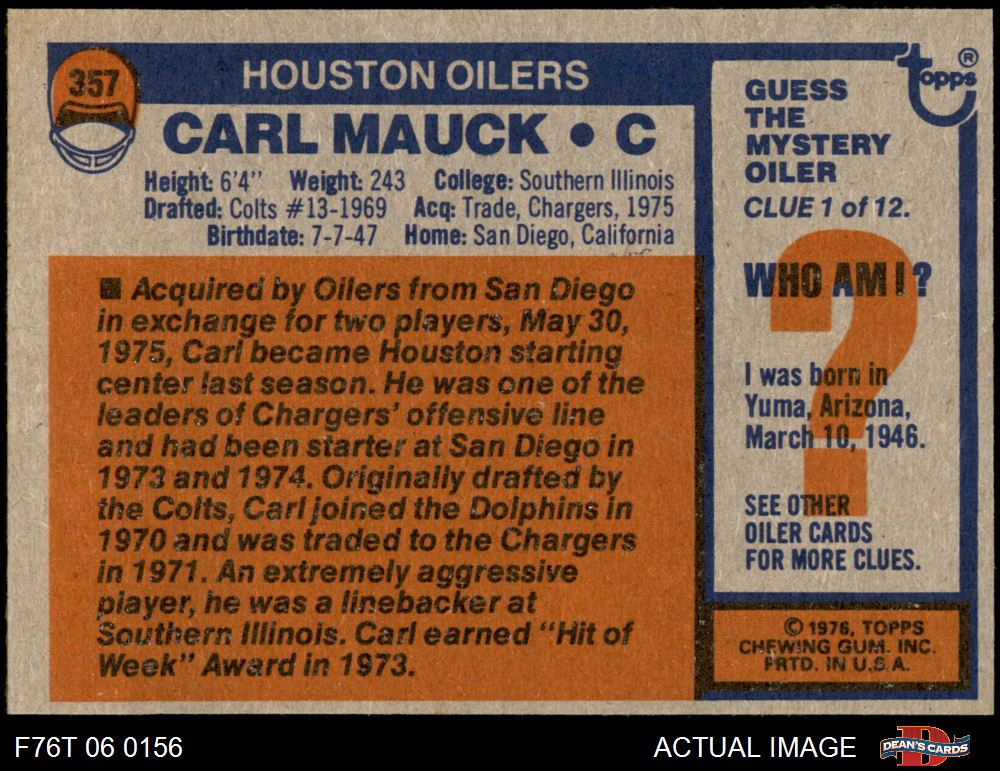 357
HOUSTON OILERS
CARL MAUCK • C
Height: 6'4" Weight: 243 College: Southern Illinois
Drafted: Colts #13-1969 Acq: Trade, Chargers, 1975
Birthdate: 7-7-47 Home: San Diego, California
■ Acquired by Oilers from San Diego
in exchange for two players, May 30,
1975, Carl became Houston starting
center last season. He was one of the
leaders of Chargers' offensive line
and had been starter at San Diego in
1973 and 1974. Originally drafted by
the Colts, Carl joined the Dolphins in
1970 and was traded to the Chargers
in 1971. An extremely aggressive
player, he was a linebacker at
Southern Illinois. Carl earned "Hit of
Week" Award in 1973.
Topps ®
GUESS
THE
MYSTERY
OILER
CLUE 1 of 12.
WHO AM I?
I was born in
Yuma, Arizona,
March 10, 1946.
SEE OTHER
OILER CARDS
FOR MORE CLUES.
© 1976, TOPPS
CHEWING GUM. INC.
PRTD. IN U.S.A.
F76T 06 0156
ACTUAL IMAGE
DEAN'S CARDS